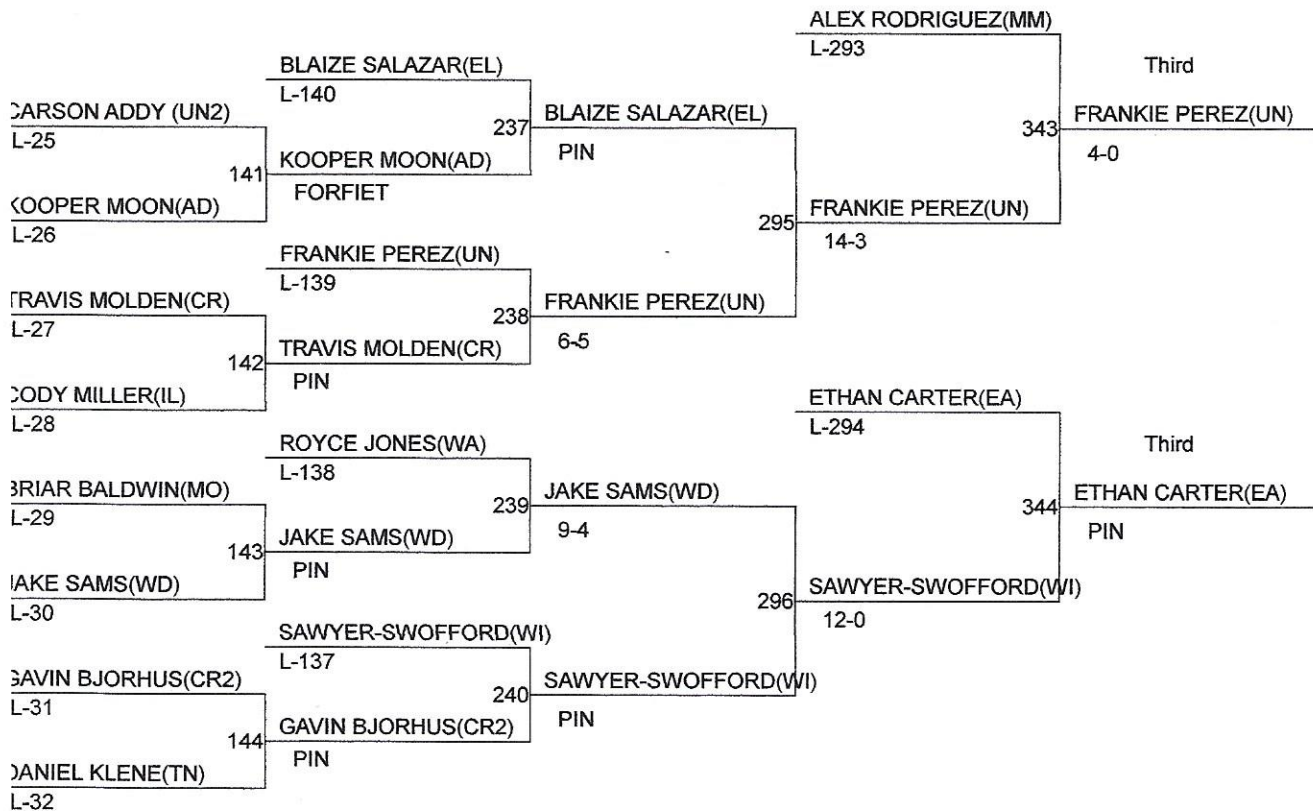 ALEX RODRIGUEZ(MM)
L-293
Third
BLAIZE SALAZAR(EL)
L-140
CARSON ADDY (UN2)
L-25
237
BLAIZE SALAZAR(EL)
PIN
343
FRANKIE PEREZ(UN)
4-0
141
KOOPER MOON(AD)
FORFIET
KOOPER MOON(AD)
L-26
295
FRANKIE PEREZ(UN)
14-3
FRANKIE PEREZ(UN)
L-139
TRAVIS MOLDEN(CR)
L-27
238
FRANKIE PEREZ(UN)
6-5
142
TRAVIS MOLDEN(CR)
PIN
CODY MILLER(IL)
L-28
ETHAN CARTER(EA)
L-294
Third
ROYCE JONES(WA)
L-138
BRIAR BALDWIN(MO)
L-29
239
JAKE SAMS(WD)
9-4
344
ETHAN CARTER(EA)
PIN
143
JAKE SAMS(WD)
PIN
JAKE SAMS(WD)
L-30
296
SAWYER-SWOFFORD(WI)
12-0
SAWYER-SWOFFORD(WI)
L-137
GAVIN BJORHUS(CR2)
L-31
240
SAWYER-SWOFFORD(WI)
PIN
144
GAVIN BJORHUS(CR2)
PIN
DANIEL KLENE(TN)
L-32